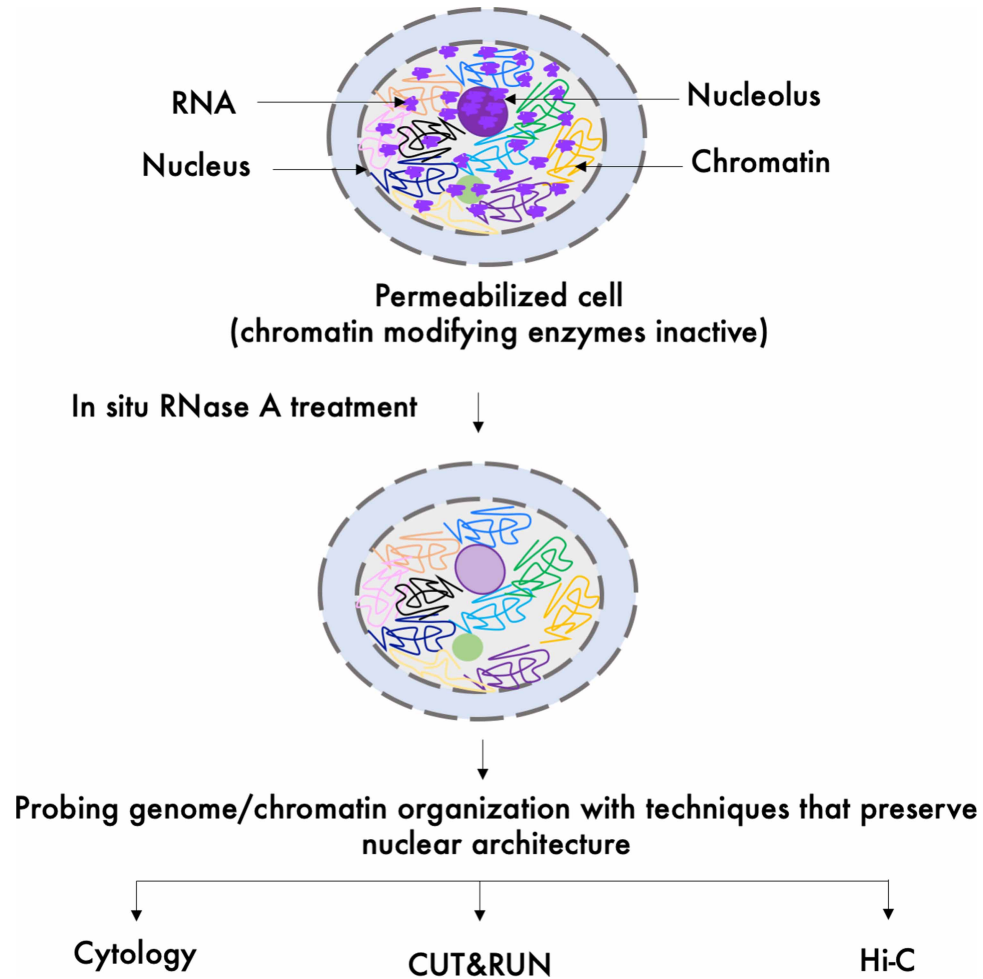 RNA
Nucleolus
Nucleus
Chromatin
Permeabilized cell
(chromatin modifying enzymes inactive)
In situ RNase A treatment
Probing genome/chromatin organization with techniques that preserve
nuclear architecture
Cytology
CUT&RUN
Hi-C